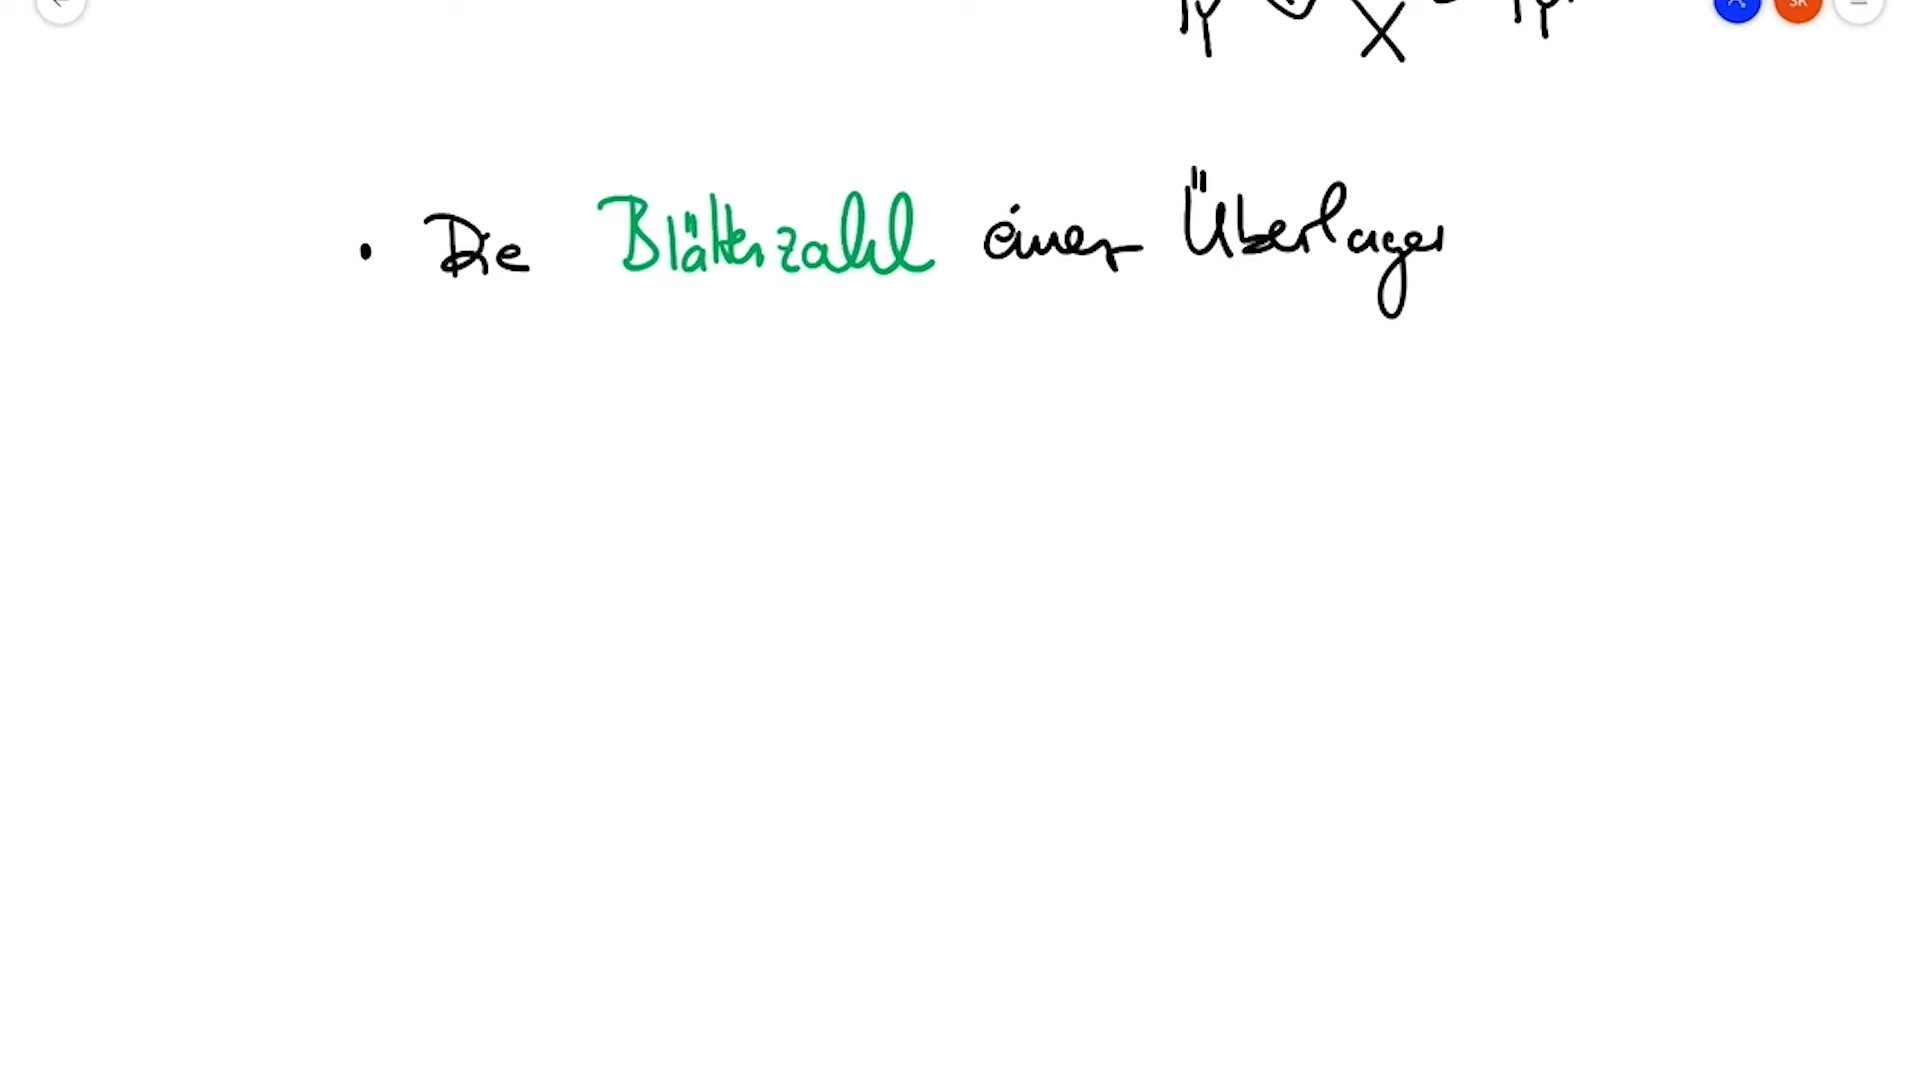 X
• Die Blätterzahl einer Überlager